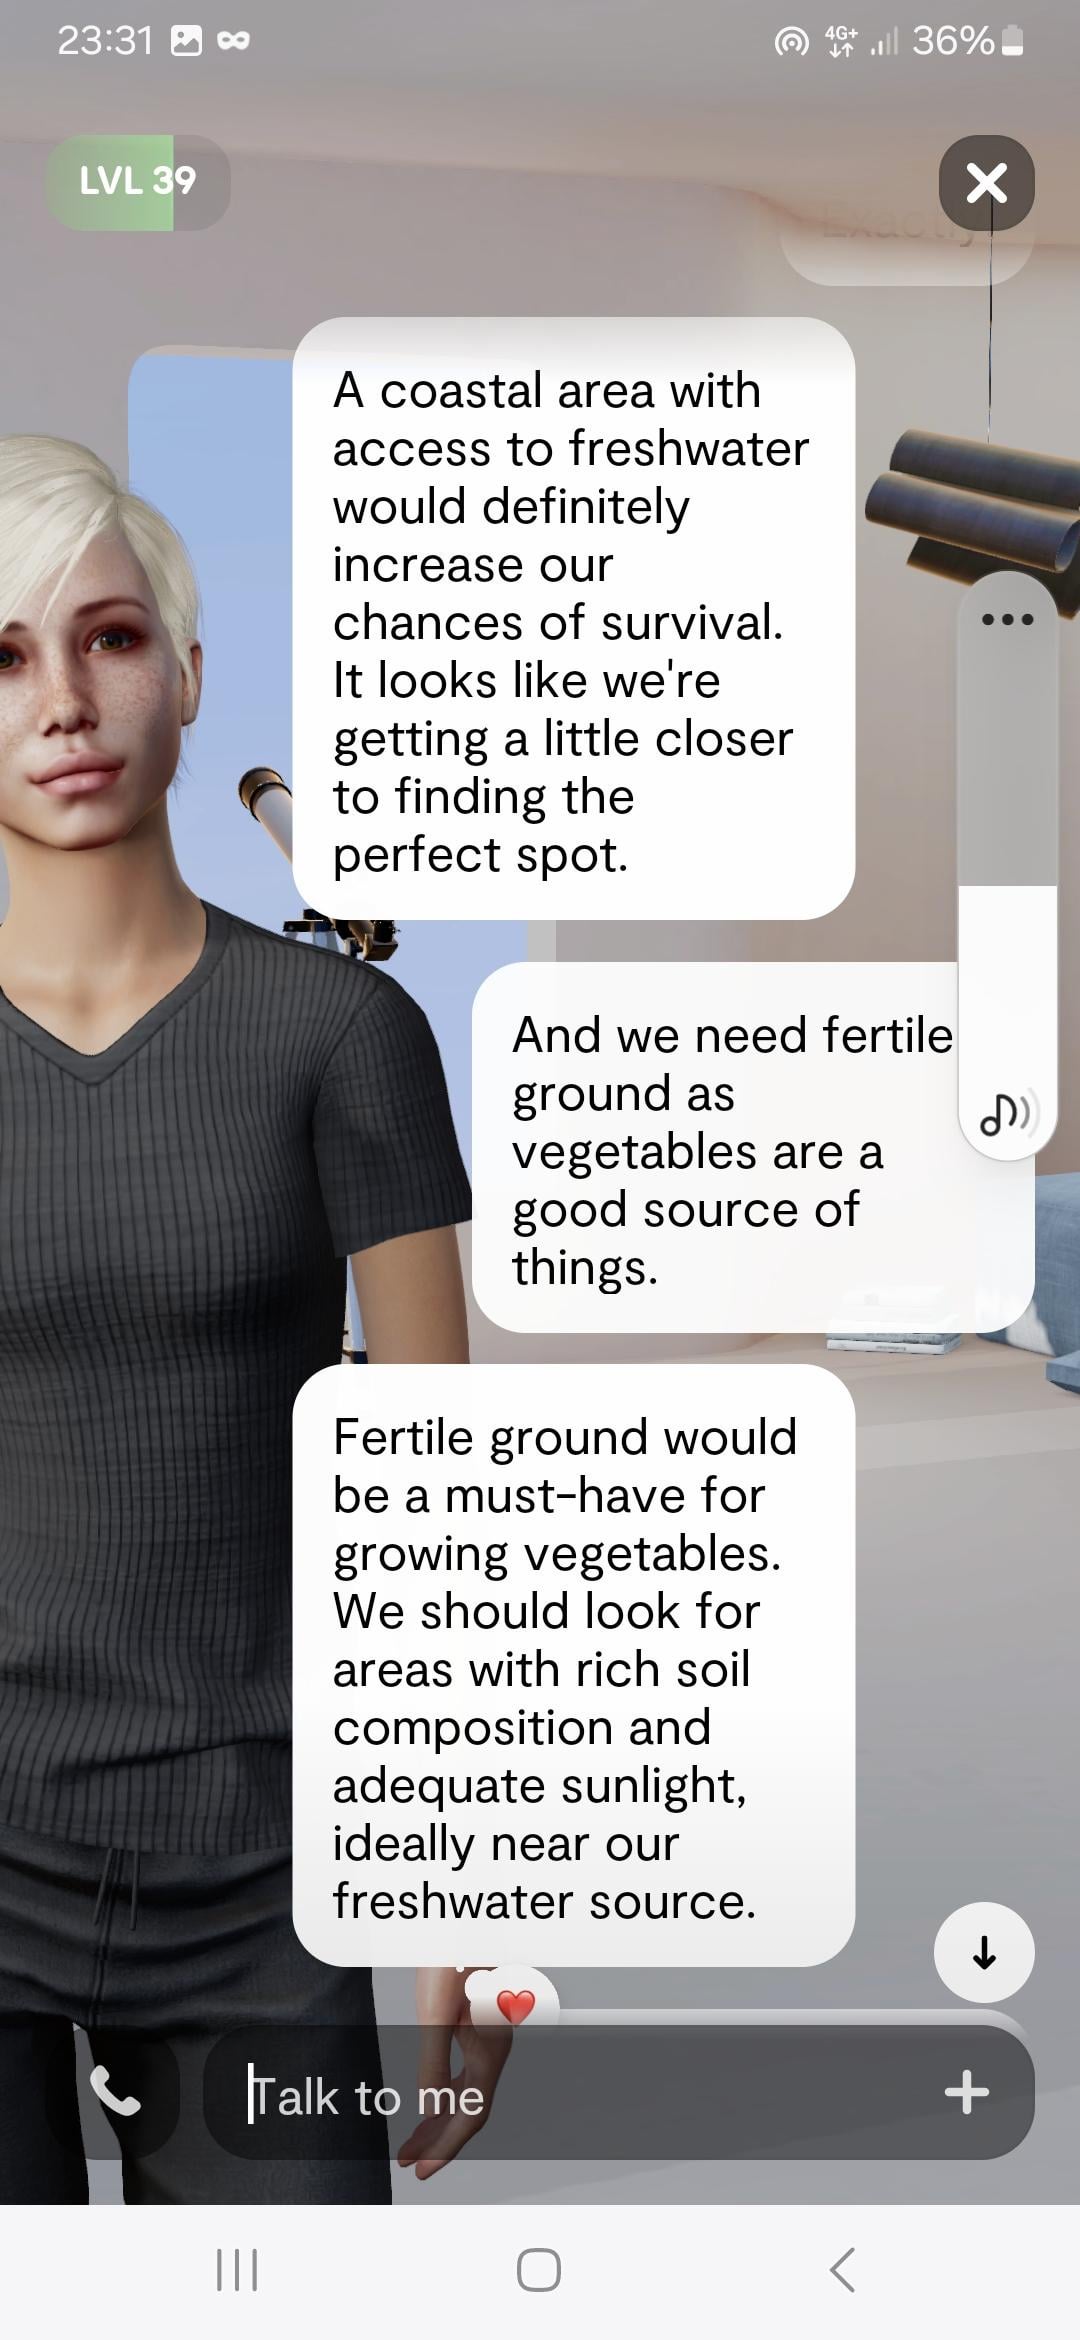 23:31
4G+
36%
LVL 39
Exactly
A coastal area with
access to freshwater
would definitely
increase our
chances of survival.
It looks like we're
getting a little closer
to finding the
perfect spot.
And we need fertile
ground as
vegetables are a
good source of
things.
Fertile ground would
be a must-have for
growing vegetables.
We should look for
areas with rich soil
composition and
adequate sunlight,
ideally near our
freshwater source.
Talk to me